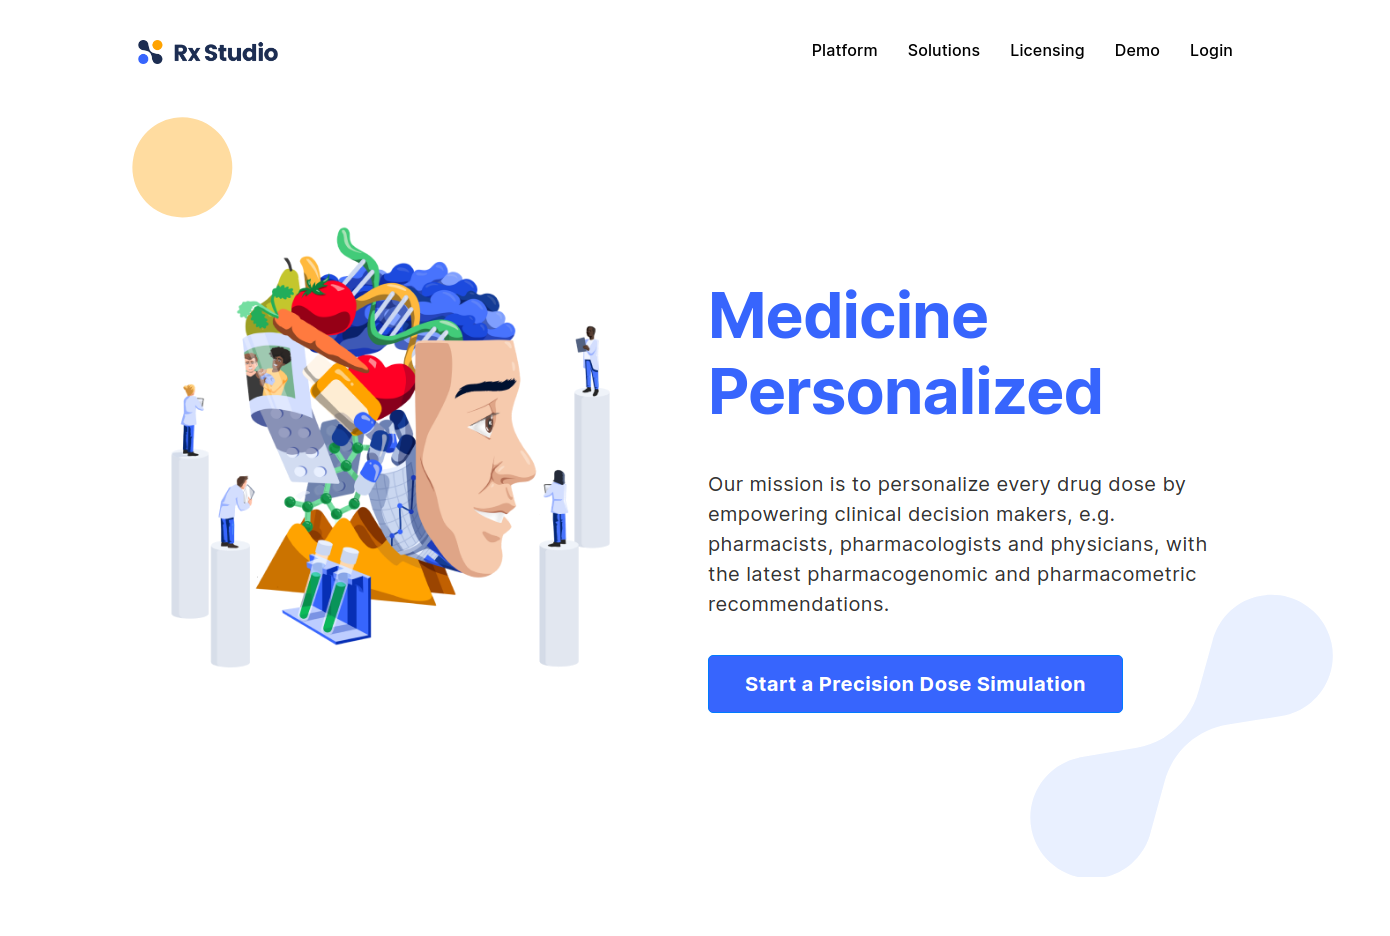 Rx Studio
Platform Solutions Licensing Demo Login
Medicine
Personalized
Our mission is to personalize every drug dose by
empowering clinical decision makers, e.g.
pharmacists, pharmacologists and physicians, with
the latest pharmacogenomic and pharmacometric
recommendations.
Start a Precision Dose Simulation